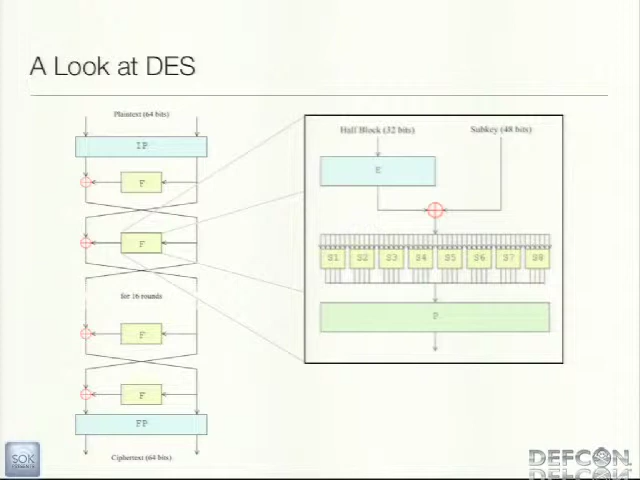 A Look at DES
Plaintext (64 bits)
IP
F
F
for 16 rounds
F
F
FP
Ciphertext (64 bits)
Half Block (32 bits)
Subkey (48 bits)
E
S1 S2 S3 S4 S5 S6 S7 S8
P
SOK
DEFCON